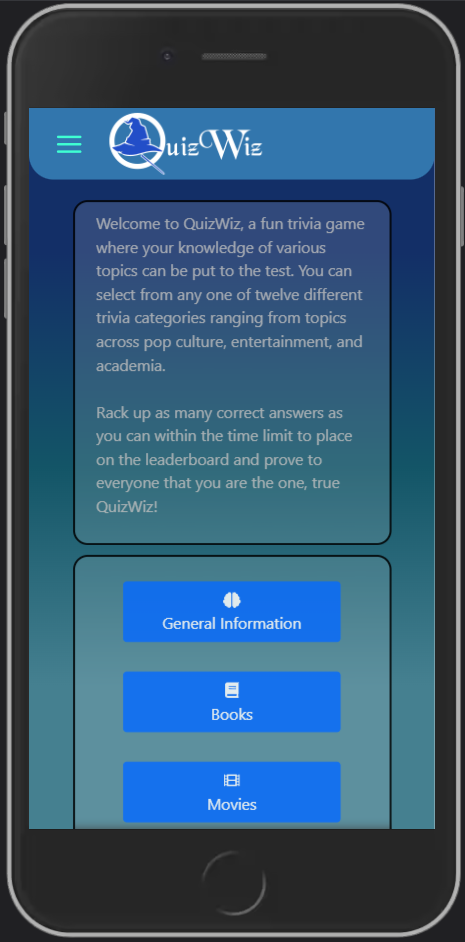 QuizWiz
Welcome to QuizWiz, a fun trivia game
where your knowledge of various
topics can be put to the test. You can
select from any one of twelve different
trivia categories ranging from topics
across pop culture, entertainment, and
academia.
Rack up as many correct answers as
you can within the time limit to place
on the leaderboard and prove to
everyone that you are the one, true
QuizWiz!
General Information
Books
Movies